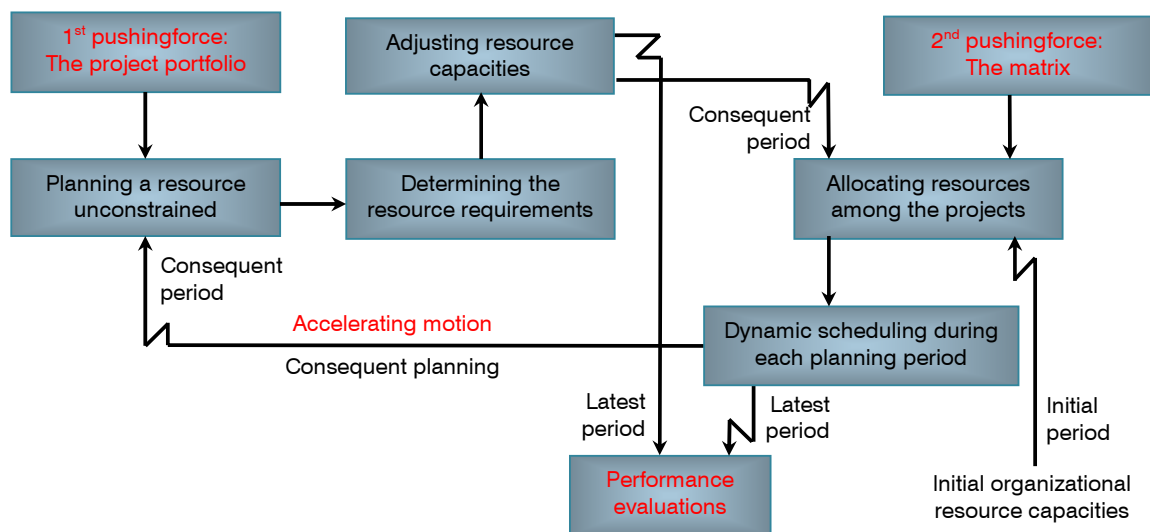 1st pushingforce:
The project portfolio
Adjusting resource
capacities
2nd pushingforce:
The matrix
Consequent
period
Planning a resource
unconstrained
Determining the
resource requirements
Allocating resources
among the projects
Consequent
period
Accelerating motion
Consequent planning
Dynamic scheduling during
each planning period
Latest
period
Latest
period
Initial
period
Performance
evaluations
Initial organizational
resource capacities